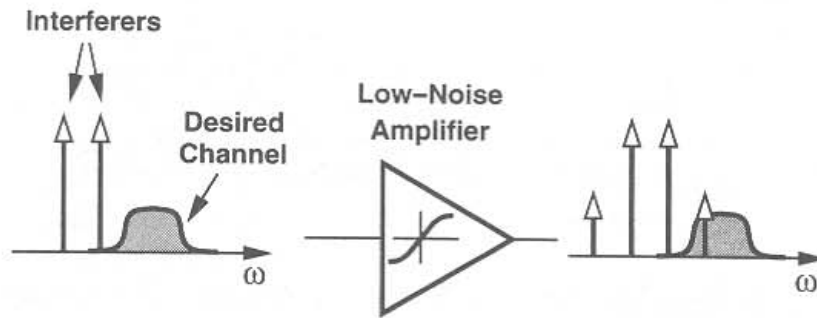 Interferers
Desired
Channel
Low–Noise
Amplifier
ω
ω